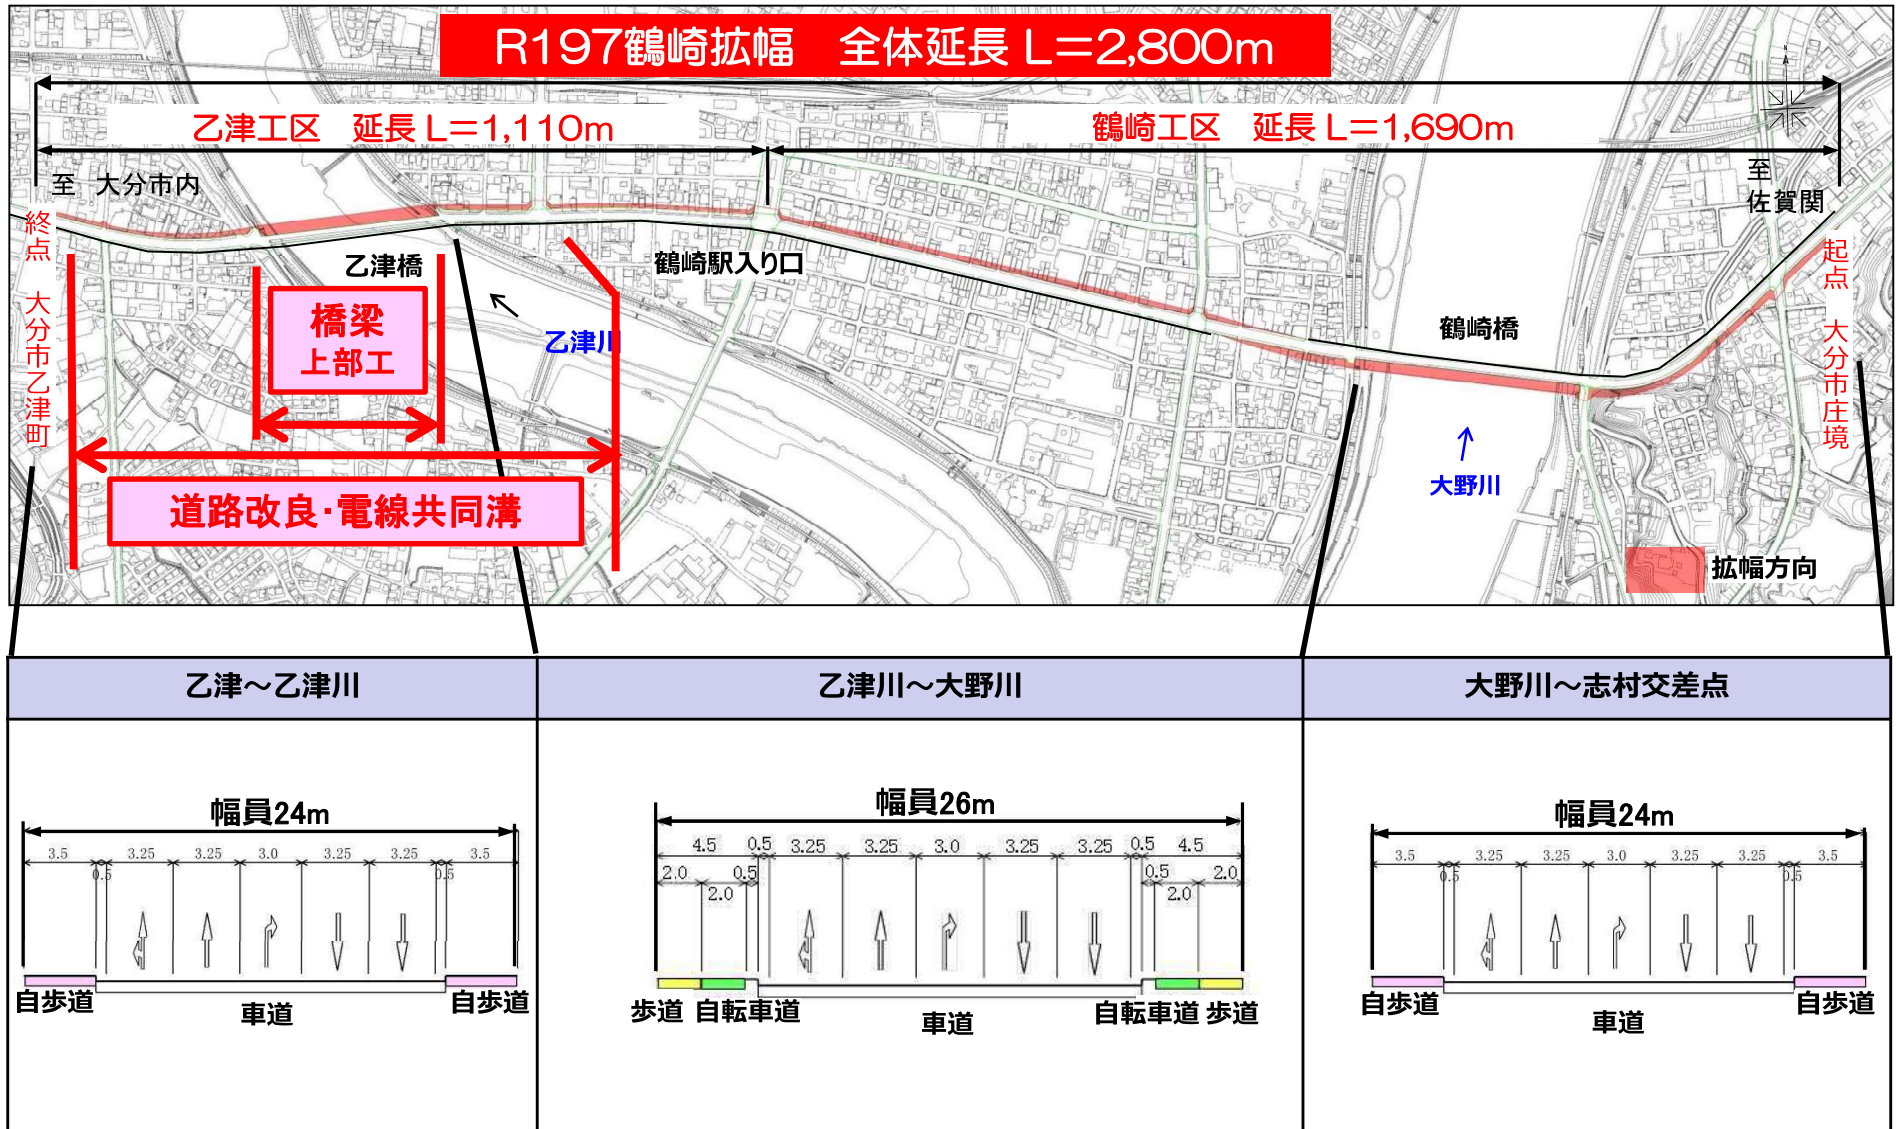 R197鶴崎拡幅　全体延長 L＝2,800m
乙津工区　延長 L＝1,110m
鶴崎工区　延長 L＝1,690m
至 大分市内
至
佐賀関
終点　大分市乙津町
起点　大分市庄境
乙津橋
鶴崎駅入り口
鶴崎橋
橋梁
上部工
乙津川
大野川
道路改良・電線共同溝
拡幅方向
乙津～乙津川
乙津川～大野川
大野川～志村交差点
幅員24m
3.5 0.5 3.25 3.25 3.0 3.25 3.25 0.5 3.5
自歩道 車道 自歩道
幅員26m
4.5 0.5 3.25 3.25 3.0 3.25 3.25 0.5 4.5
2.0 2.0 0.5 0.5 2.0 2.0
歩道 自転車道 車道 自転車道 歩道
幅員24m
3.5 0.5 3.25 3.25 3.0 3.25 3.25 0.5 3.5
自歩道 車道 自歩道